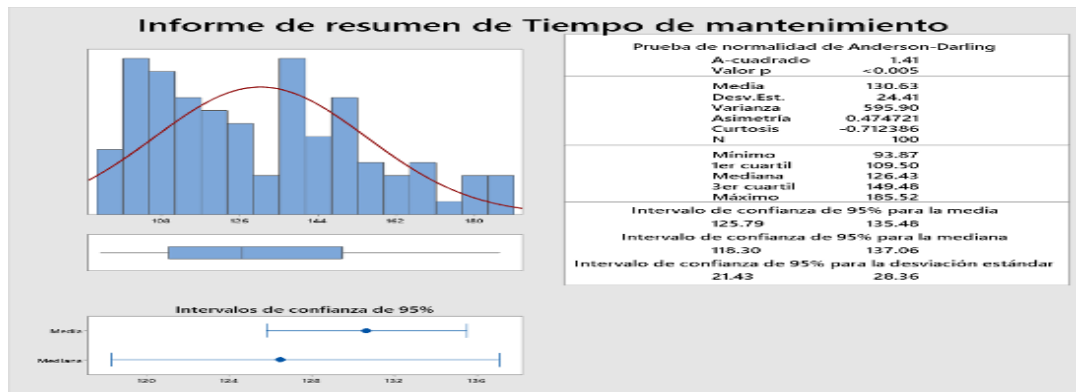 Informe de resumen de Tiempo de mantenimiento
108 126 144 162 180
Intervalos de confianza de 95%
Media
Mediana
120 124 128 132 136
Prueba de normalidad de Anderson-Darling
A-cuadrado 1.41
Valor p <0.005
Media 130.63
Desv.Est. 24.41
Varianza 595.90
Asimetría 0.474721
Curtosis -0.712386
N 100
Mínimo 93.87
1er cuartil 109.50
Mediana 126.43
3er cuartil 149.48
Máximo 185.52
Intervalo de confianza de 95% para la media
125.79 135.48
Intervalo de confianza de 95% para la mediana
118.30 137.06
Intervalo de confianza de 95% para la desviación estándar
21.43 28.36